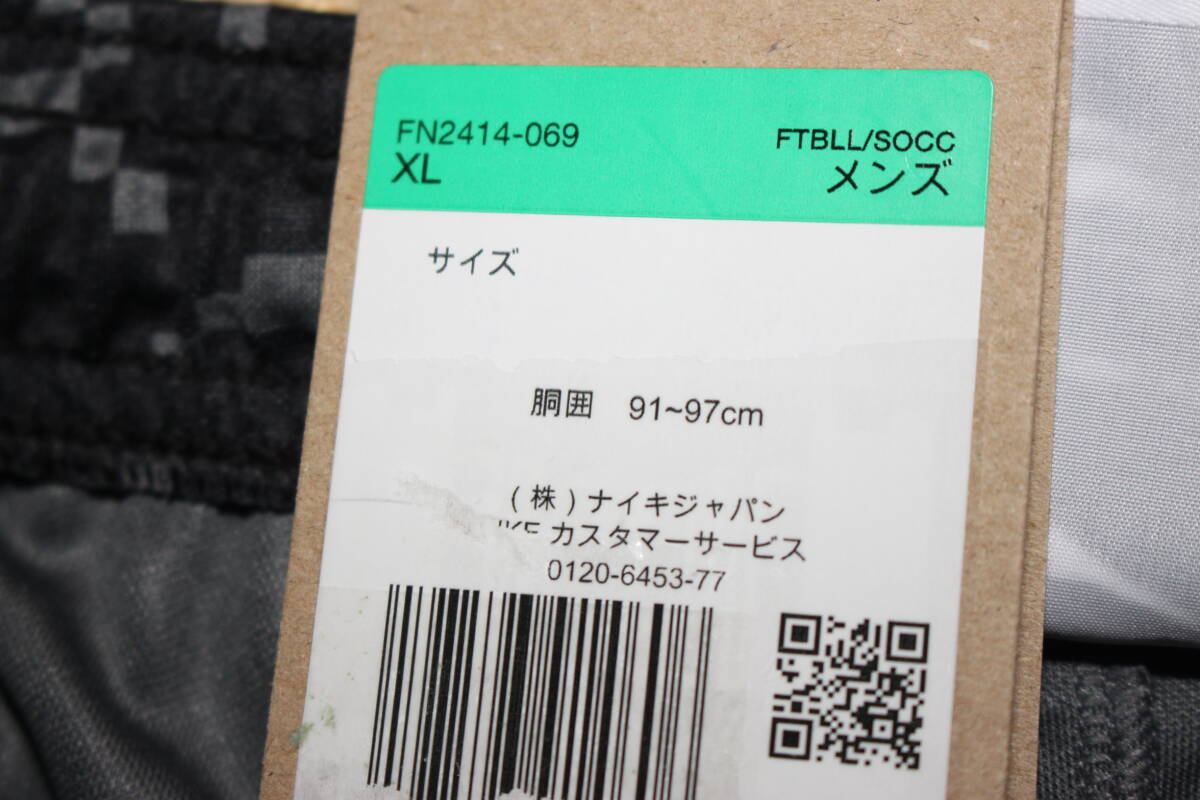 FN2414-069
FTBLL/SOCC
XL
メンズ
サイズ
胴囲 91~97cm
(株)ナイキジャパン
カスタマーサービス
0120-6453-77